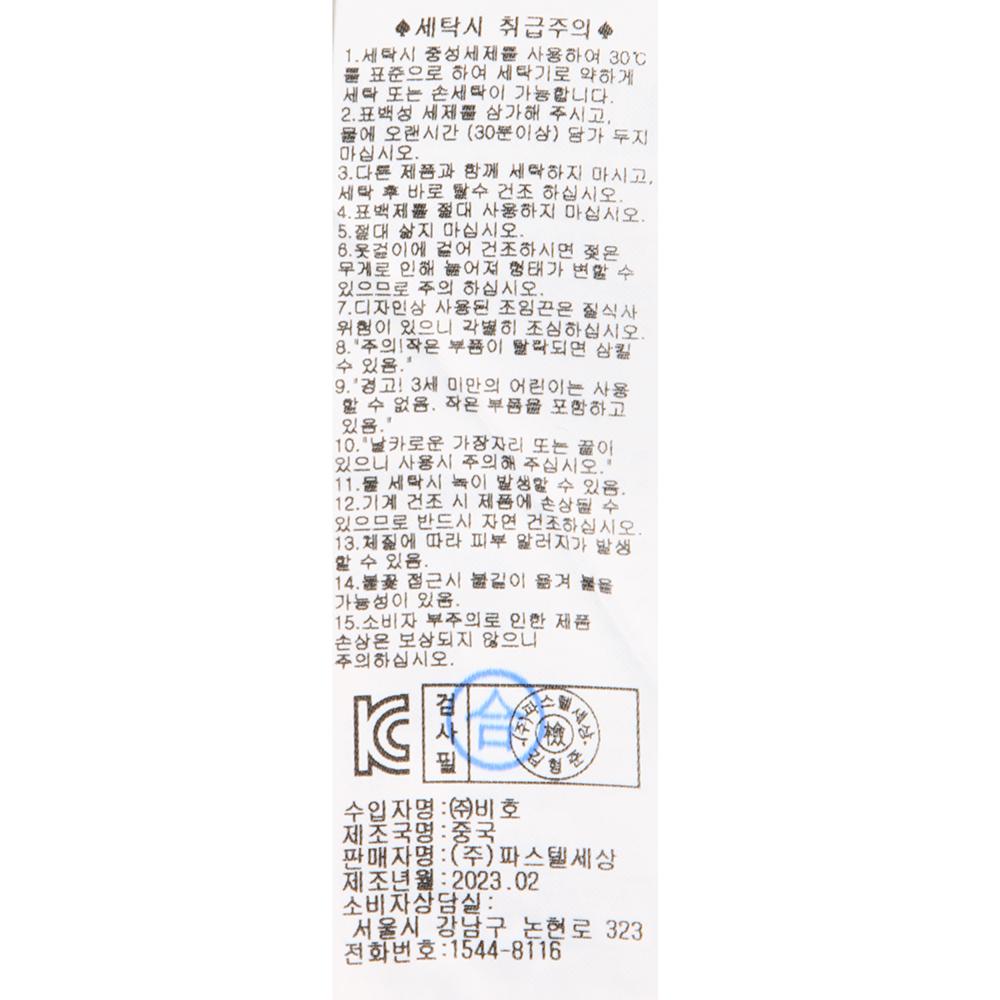 ♠세탁시 취급주의♠
1.세탁시 중성세제를 사용하여 30℃
를 표준으로 하여 세탁기로 약하게
세탁 또는 손세탁이 가능합니다.
2.표백성 세제를 삼가해 주시고,
물에 오랜시간 (30분이상) 담가 두지
마십시오.
3.다른 제품과 함께 세탁하지 마시고,
세탁 후 바로 탈수 건조 하십시오.
4.표백제를 절대 사용하지 마십시오.
5.절대 삶지 마십시오.
6.옷걸이에 걸어 건조하시면 젖은
무게로 인해 늘어져 형태가 변할 수
있으므로 주의 하십시오.
7.디자인상 사용된 조임끈은 질식사
위험이 있으니 각별히 조심하십시오.
8."주의!작은 부품이 탈락되면 삼킬
수 있음."
9."경고! 3세 미만의 어린이는 사용
할 수 없음. 작은 부품을 포함하고
있음."
10."날카로운 가장자리 또는 끝이
있으니 사용시 주의해 주십시오."
11.물 세탁시 녹이 발생할 수 있음.
12.기계 건조 시 제품에 손상될 수
있으므로 반드시 자연 건조하십시오.
13.체질에 따라 피부 알러지가 발생
할 수 있음.
14.불꽃 접근시 불길이 옮겨 붙을
가능성이 있음.
15.소비자 부주의로 인한 제품
손상은 보상되지 않으니
주의하십시오.
KC
검사필
合
(주)파스텔세상
檢
수입자명:㈜비호
제조국명:중국
판매자명:(주)파스텔세상
제조년월:2023.02
소비자상담실:
서울시 강남구 논현로 323
전화번호:1544-8116